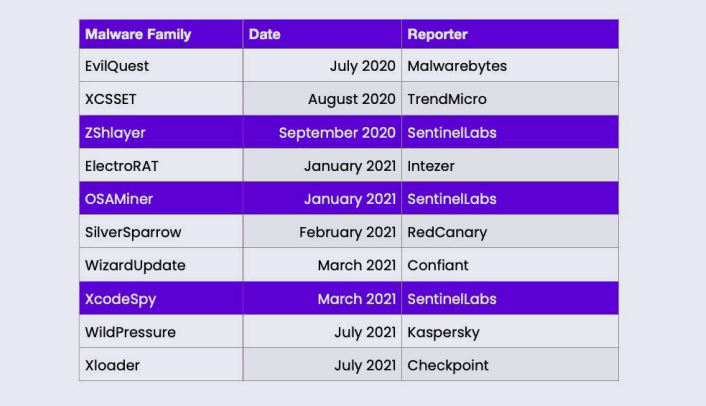 Malware Family Date Reporter
EvilQuest July 2020 Malwarebytes
XCSSET August 2020 TrendMicro
ZShlayer September 2020 SentinelLabs
ElectroRAT January 2021 Intezer
OSAMiner January 2021 SentinelLabs
SilverSparrow February 2021 RedCanary
WizardUpdate March 2021 Confiant
XcodeSpy March 2021 SentinelLabs
WildPressure July 2021 Kaspersky
Xloader July 2021 Checkpoint